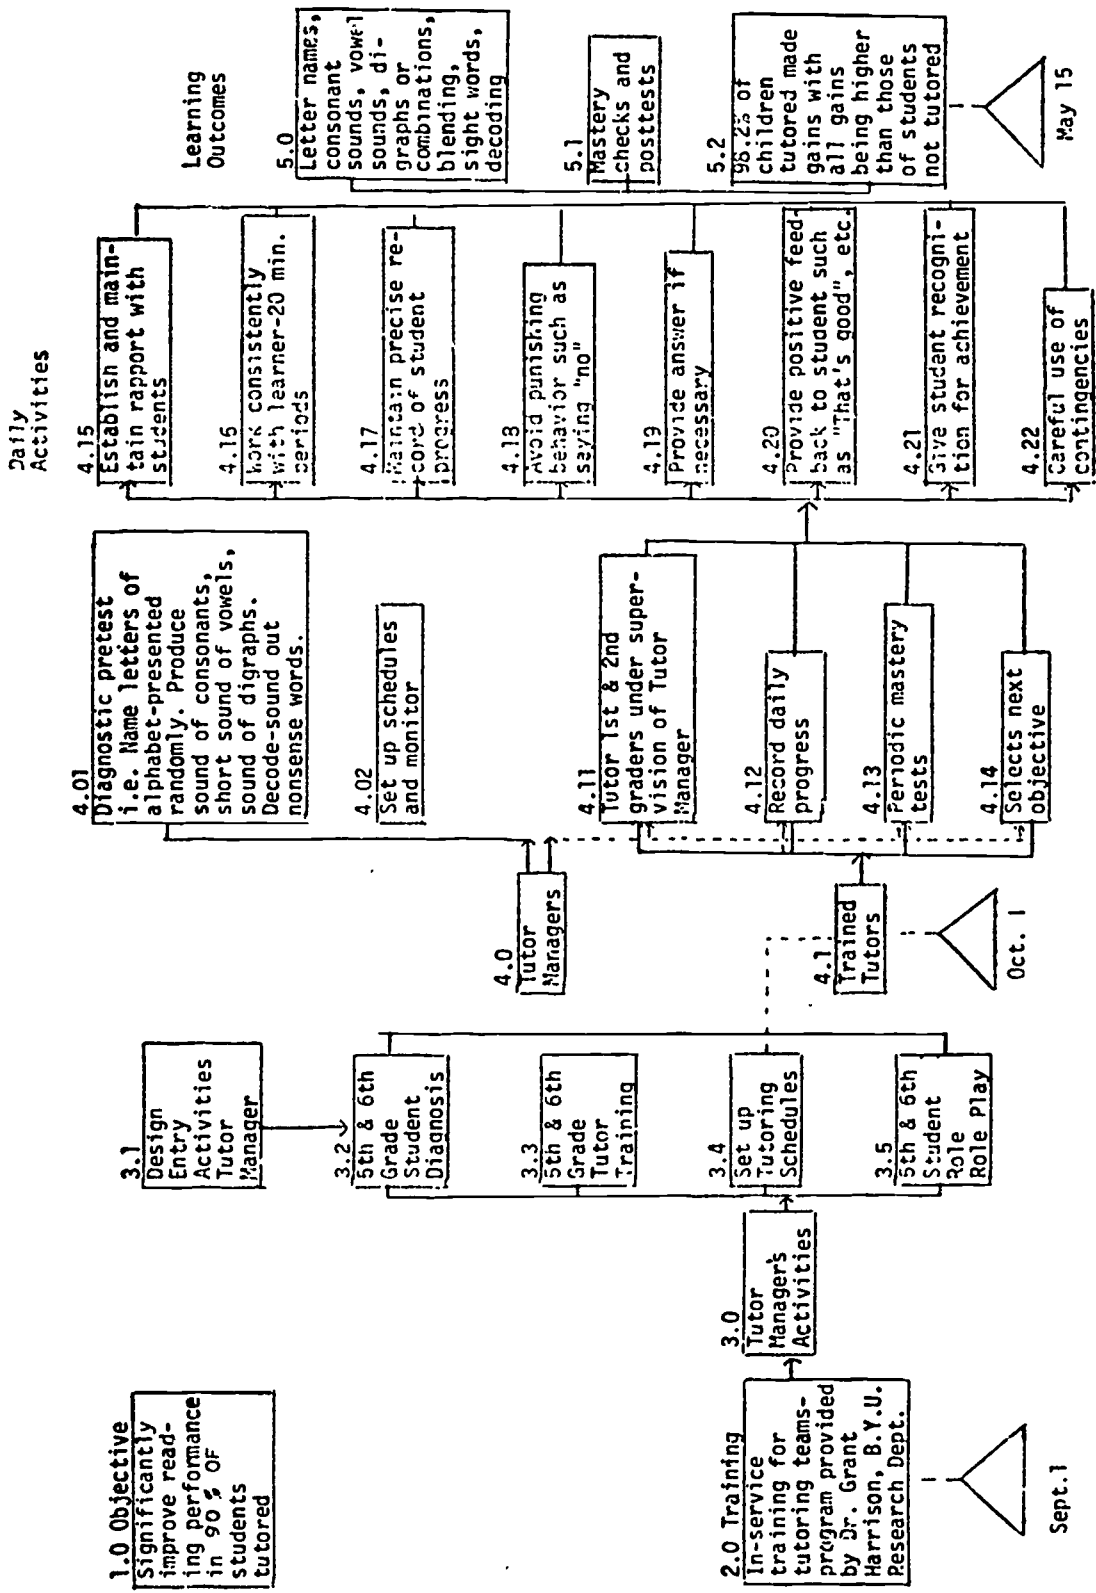 1.0 Objective
Significantly
improve read-
ing performance
in 90 % OF
students
tutored
2.0 Training
In-service
training for
tutoring teams-
program provided
by Dr. Grant
Harrison, B.Y.U.
Research Dept.
Sept.1
3.0
Tutor
Manager's
Activities
3.1
Design
Entry
Activities
Tutor
Manager
3.2
5th & 6th
Grade
Student
Diagnosis
3.3
5th & 6th
Grade
Tutor
Training
3.4
Set up
Tutoring
Schedules
3.5
5th & 6th
Student
Role
Role Play
4.0
Tutor
Managers
4.1
Trained
Tutors
Oct. 1
4.01
Diagnostic pretest
i.e. Name letters of
alphabet-presented
randomly. Produce
sound of consonants,
short sound of vowels,
sound of digraphs.
Decode-sound out
nonsense words.
4.02
Set up schedules
and monitor
4.11
Tutor 1st & 2nd
graders under super-
vision of Tutor
Manager
4.12
Record daily
progress
4.13
Periodic mastery
tests
4.14
Selects next
objective
Daily
Activities
4.15
Establish and main-
tain rapport with
students
4.16
Work consistently
with learner-20 min.
periods
4.17
Maintain precise re-
cord of student
progress
4.18
Avoid punishing
behavior such as
saying "no"
4.19
Provide answer if
necessary
4.20
Provide positive feed-
back to student such
as "That's good", etc.
4.21
Give student recogni-
tion for achievement
4.22
Careful use of
contingencies
Learning
Outcomes
5.0
Letter names,
consonant
sounds, vowel
sounds, di-
graphs or
combinations,
blending,
sight words,
decoding
5.1
Mastery
checks and
posttests
5.2
98.2% of
children
tutored made
gains with
all gains
being higher
than those
of students
not tutored
May 15